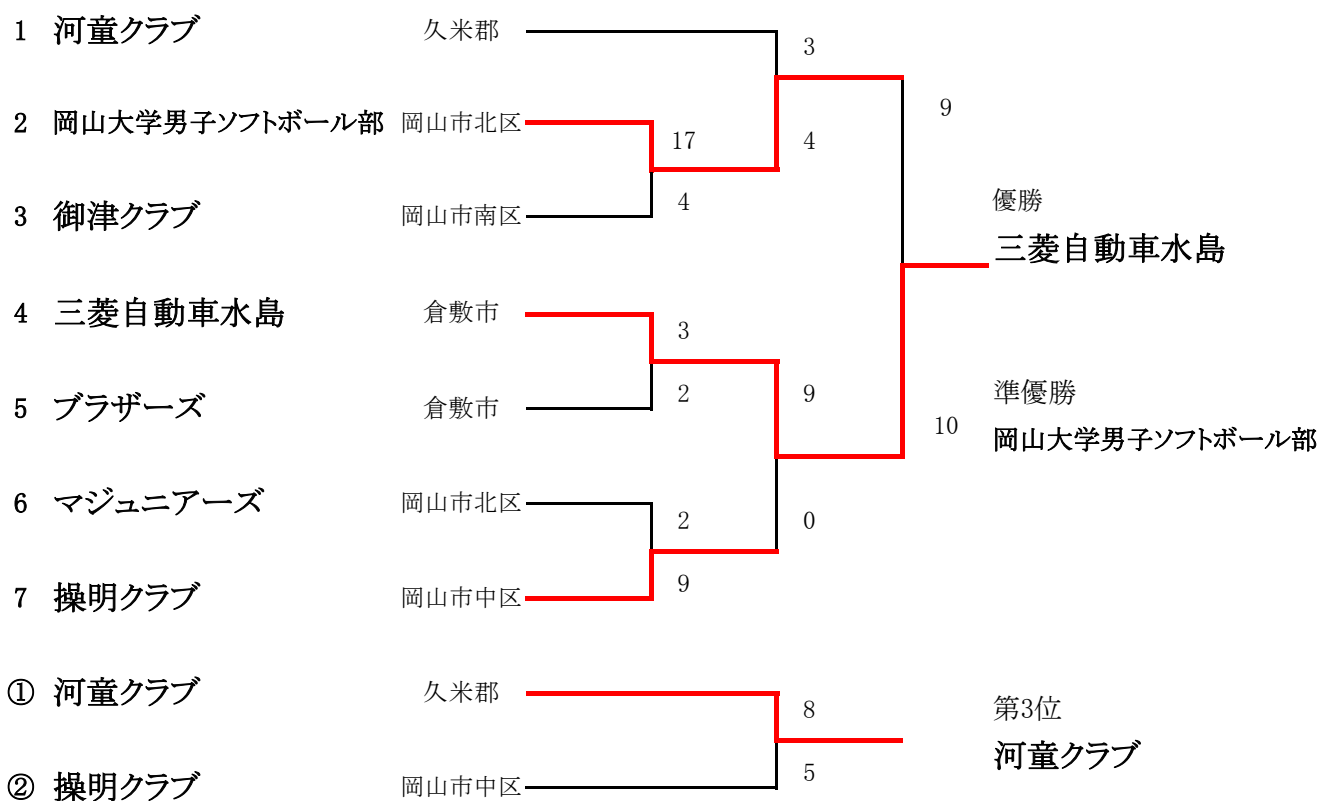 1 河童クラブ 久米郡
3
9
2 岡山大学男子ソフトボール部 岡山市北区
17
4
3 御津クラブ 岡山市南区
4
優勝
三菱自動車水島
4 三菱自動車水島 倉敷市
3
5 ブラザーズ 倉敷市
2
9
準優勝
10
岡山大学男子ソフトボール部
6 マジュニアーズ 岡山市北区
2
0
7 操明クラブ 岡山市中区
9
① 河童クラブ 久米郡
8
第3位
河童クラブ
5
② 操明クラブ 岡山市中区